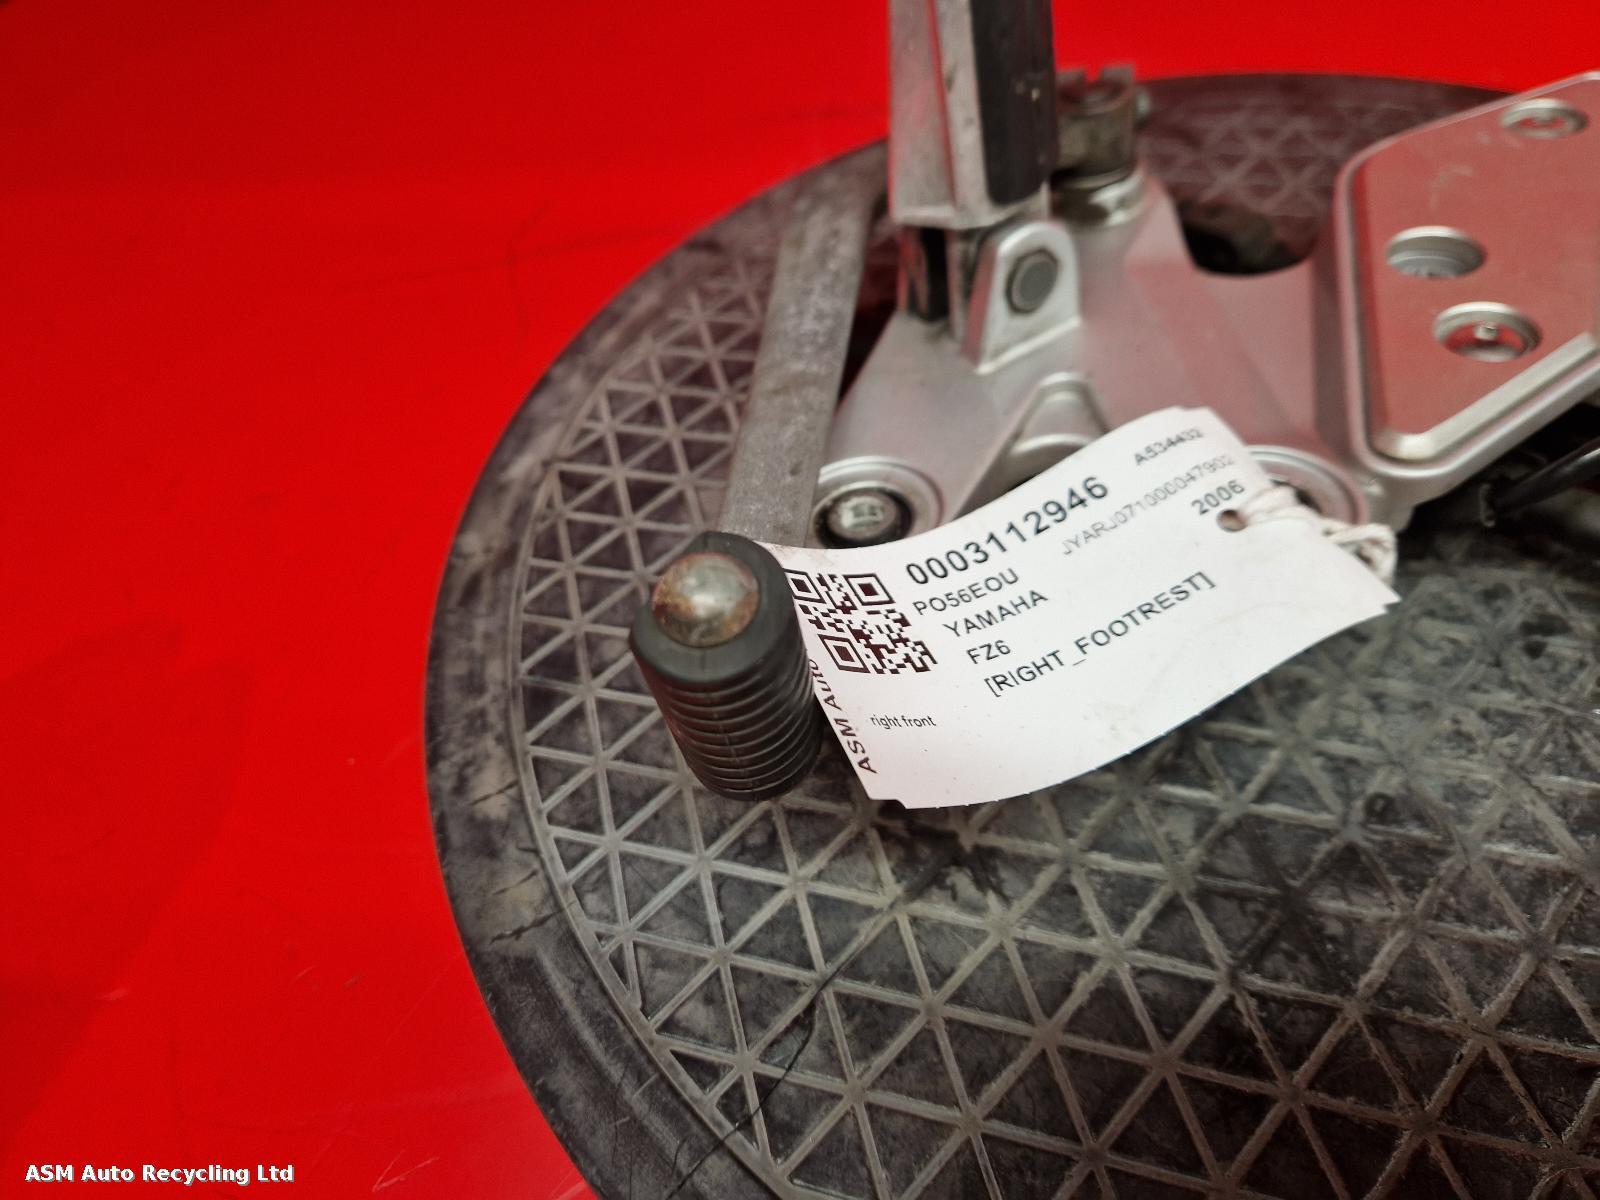 0003112946
A534432
PO56EOU
JYARJ071000047902
YAMAHA
2006
FZ6
[RIGHT_FOOTREST]
right front
ASM Auto
ASM Auto Recycling Ltd